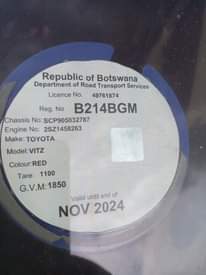 Republic of Botswana
Department of Road Transport Services
Licence No. 40761874
Reg. No B214BGM
Chassis No: SCP905032787
Engine No: 2SZ1458263
Make: TOYOTA
Model: VITZ
Colour: RED
Tare 1100
G.V.M: 1850
Valid until end of
NOV 2024